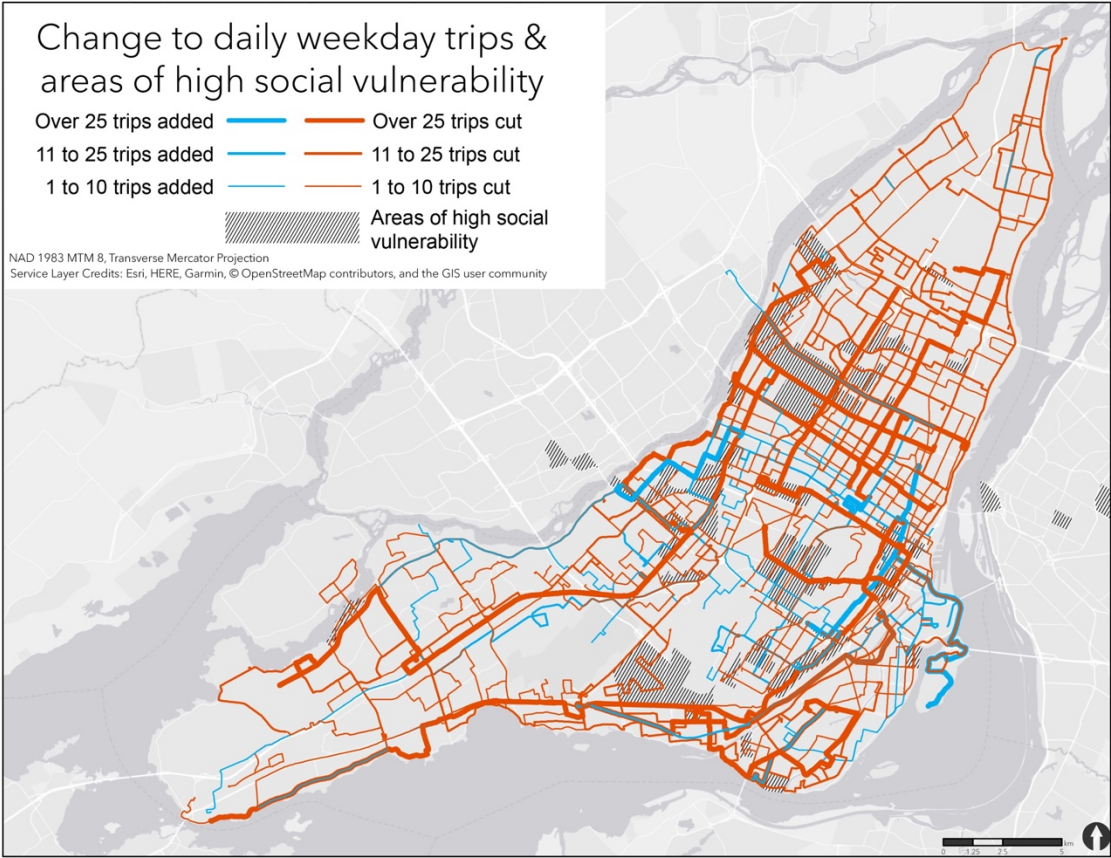 Change to daily weekday trips &
areas of high social vulnerability
Over 25 trips added
Over 25 trips cut
11 to 25 trips added
11 to 25 trips cut
1 to 10 trips added
1 to 10 trips cut
Areas of high social
vulnerability
NAD 1983 MTM 8, Transverse Mercator Projection
Service Layer Credits: Esri, HERE, Garmin, © OpenStreetMap contributors, and the GIS user community
km
0 1.25 2.5 5